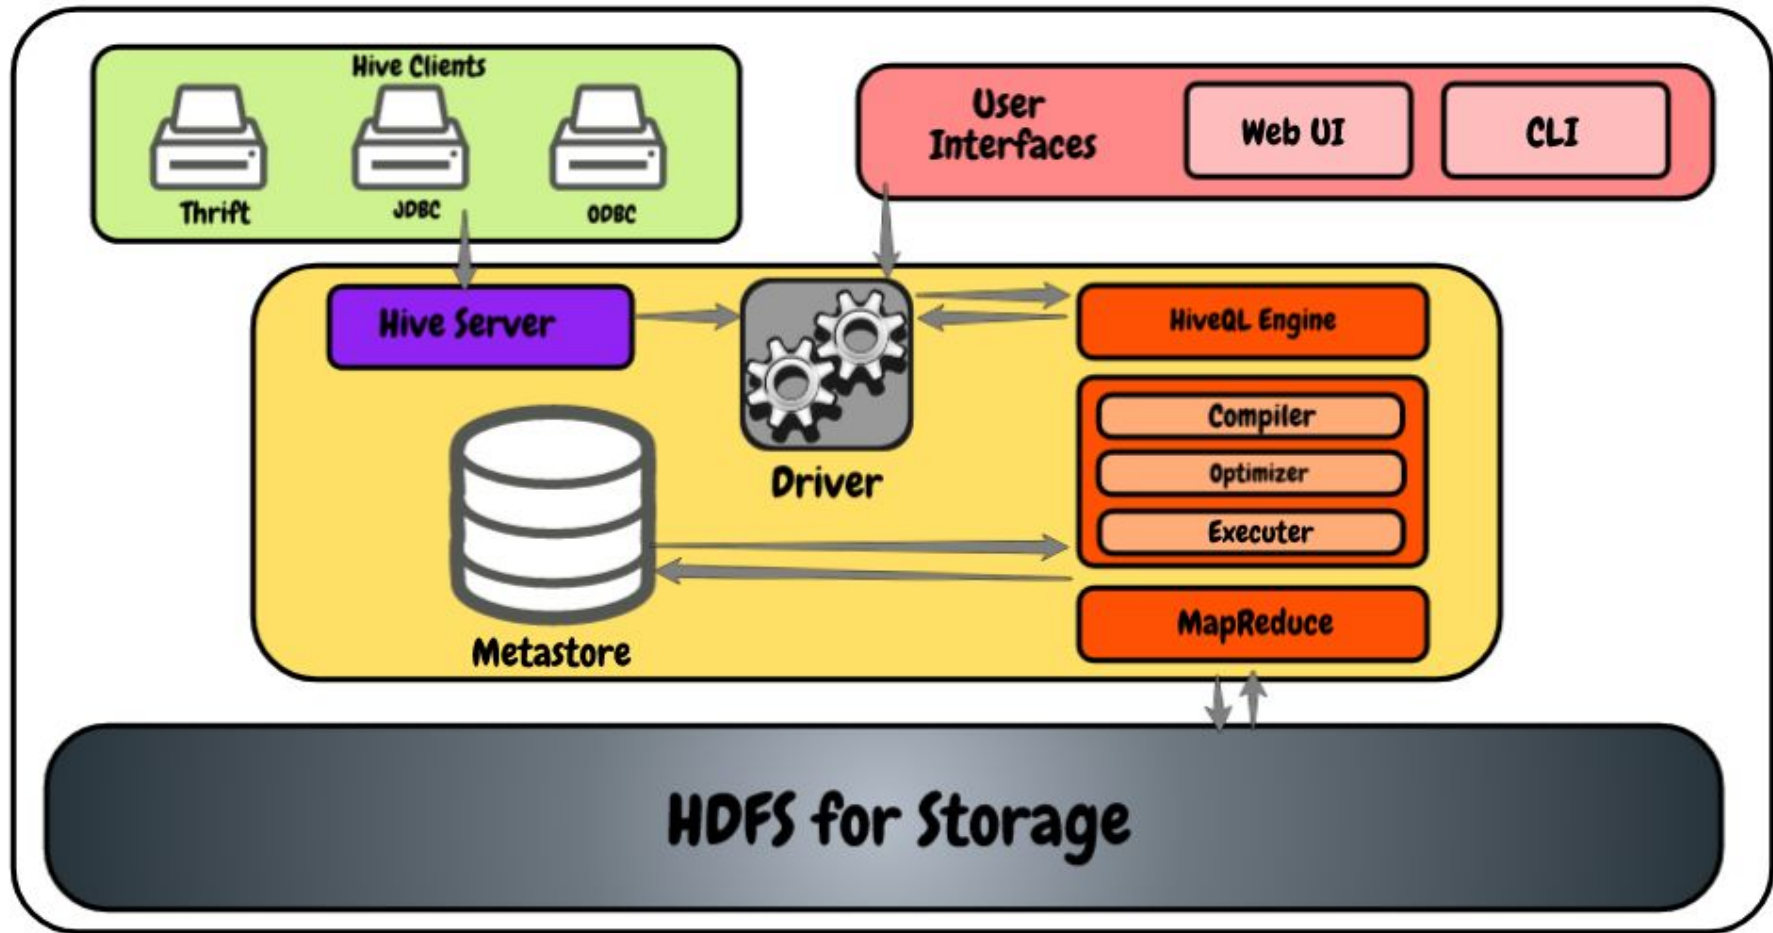 Hive Clients
Thrift
JDBC
ODBC
User
Interfaces
Web UI
CLI
Hive Server
Driver
HiveQL Engine
Compiler
Optimizer
Executer
Metastore
MapReduce
HDFS for Storage